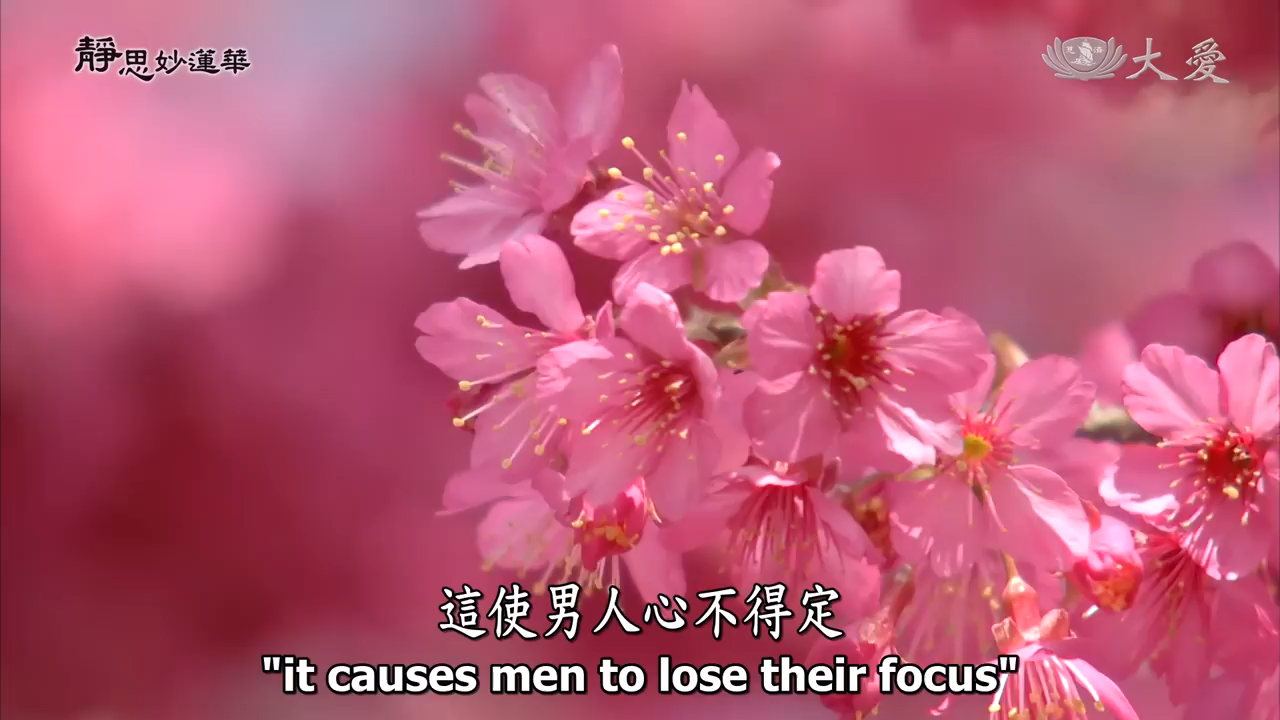 靜思妙蓮華
大愛
這使男人心不得定
"it causes men to lose their focus"